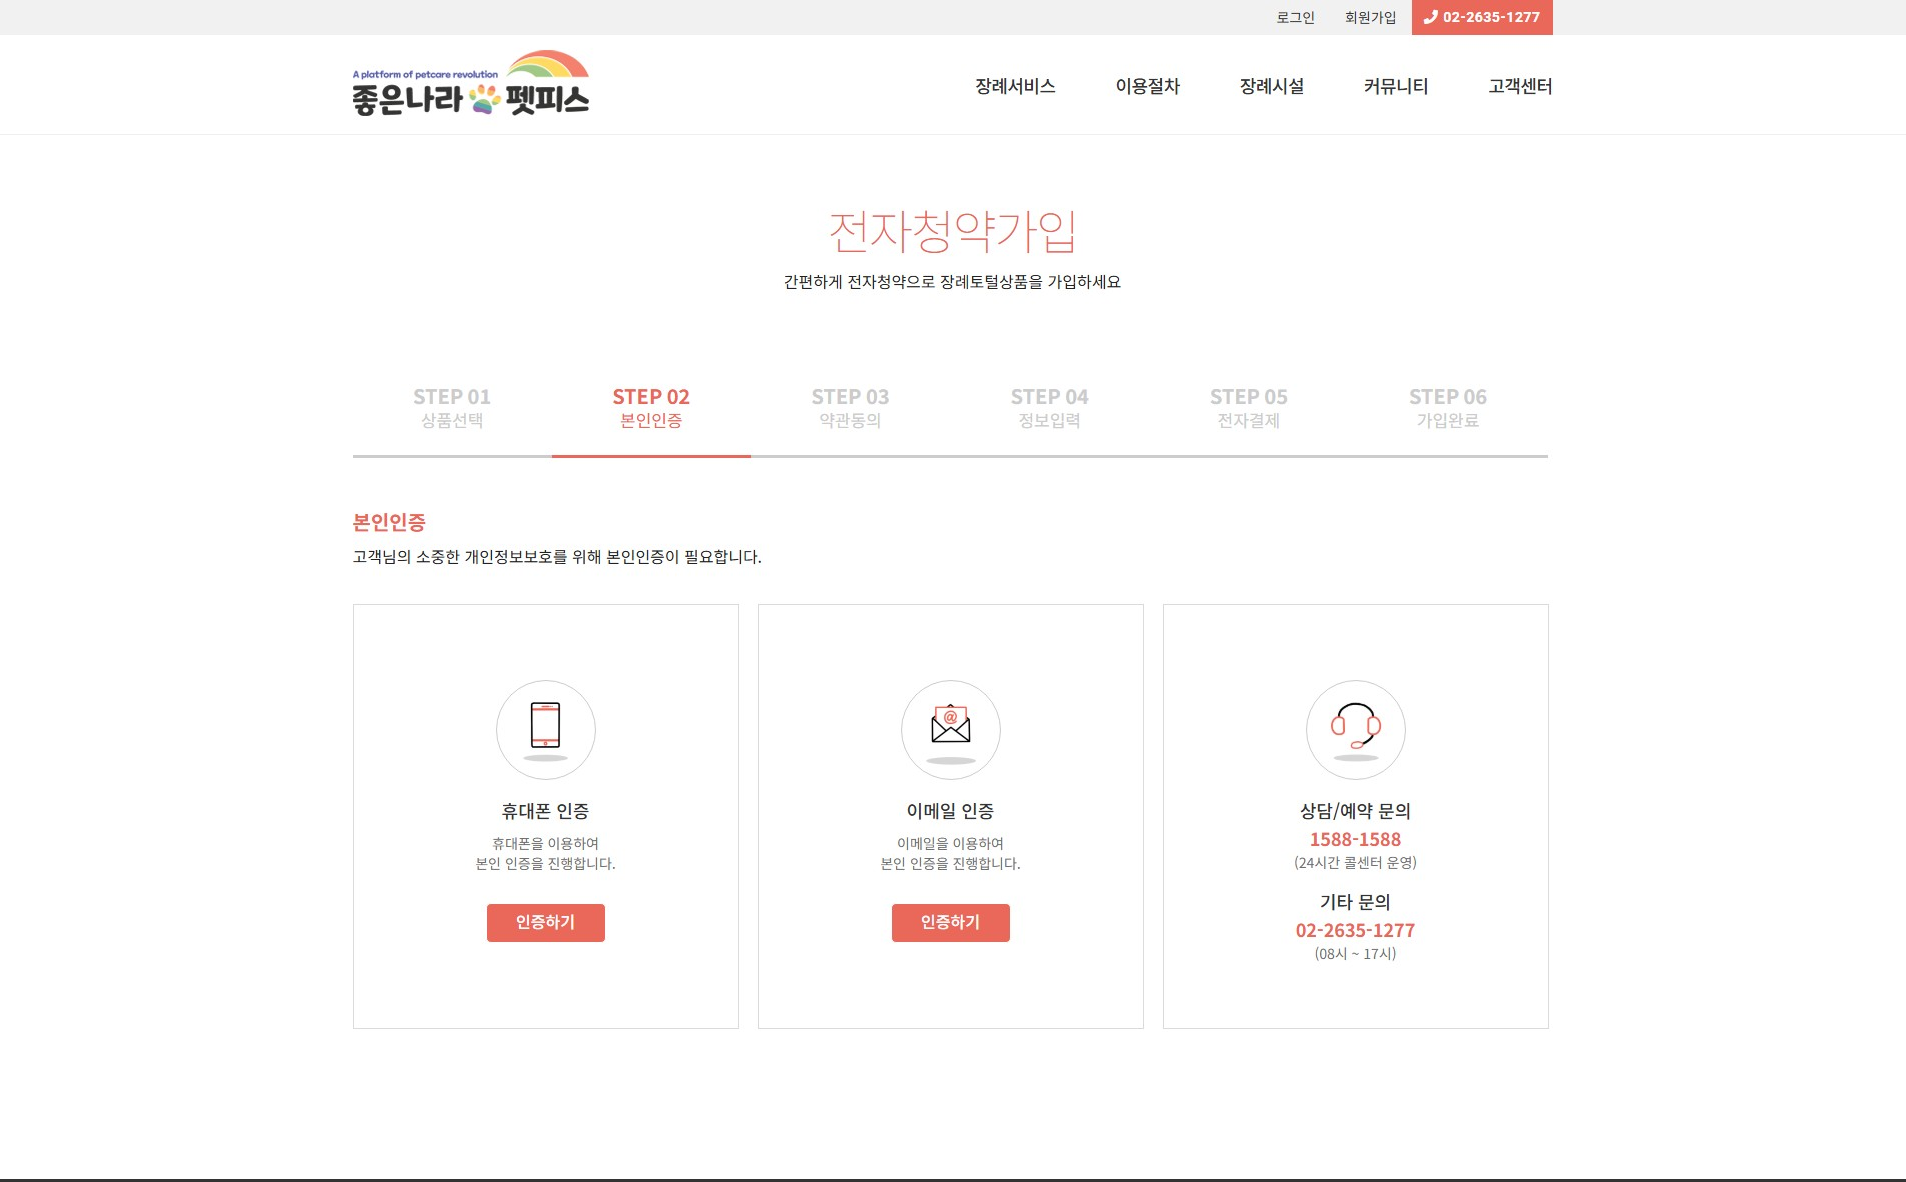 로그인
회원가입
02-2635-1277
A platform of petcare revolution
좋은나라 펫피스
장례서비스
이용절차
장례시설
커뮤니티
고객센터
전자청약가입
간편하게 전자청약으로 장례토털상품을 가입하세요
STEP 01
상품선택
STEP 02
본인인증
STEP 03
약관동의
STEP 04
정보입력
STEP 05
전자결제
STEP 06
가입완료
본인인증
고객님의 소중한 개인정보보호를 위해 본인인증이 필요합니다.
휴대폰 인증
휴대폰을 이용하여
본인 인증을 진행합니다.
인증하기
@
이메일 인증
이메일을 이용하여
본인 인증을 진행합니다.
인증하기
상담/예약 문의
1588-1588
(24시간 콜센터 운영)
기타 문의
02-2635-1277
(08시 ~ 17시)